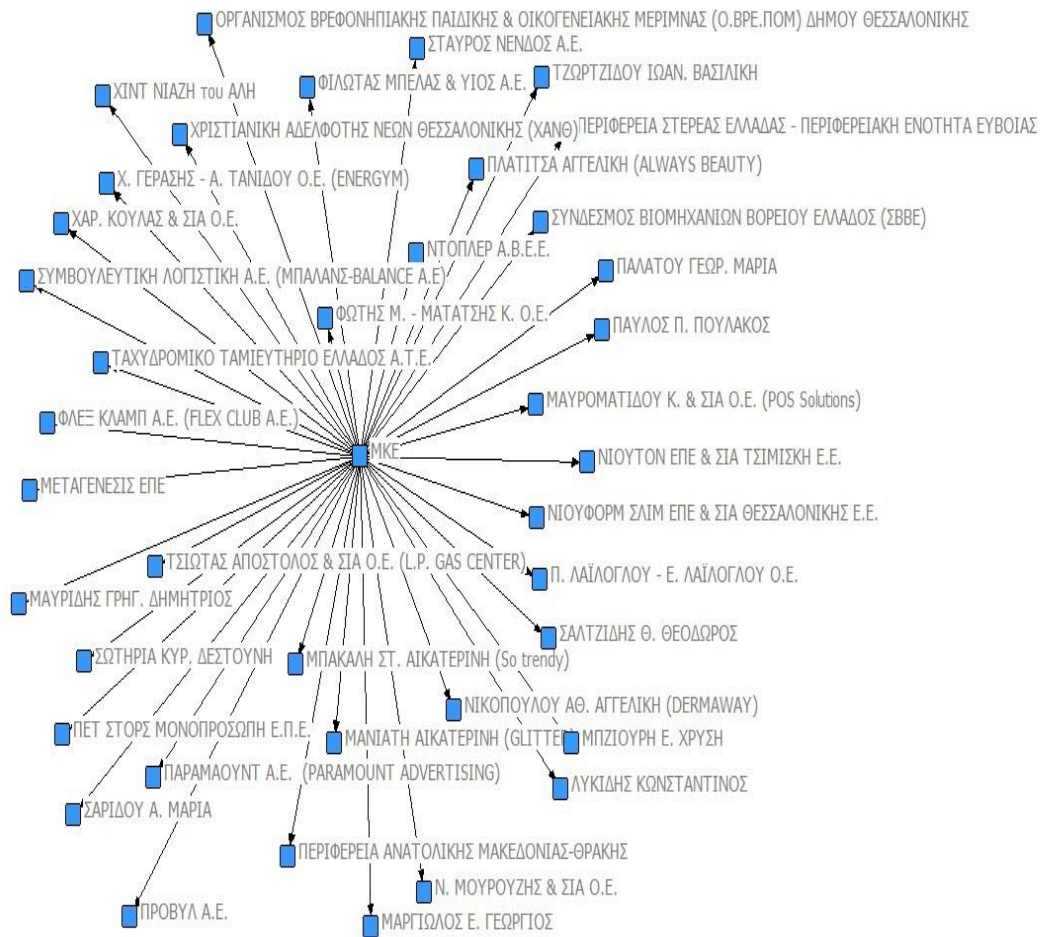 ΟΡΓΑΝΙΣΜΟΣ ΒΡΕΦΟΝΗΠΙΑΚΗΣ ΠΑΙΔΙΚΗΣ & ΟΙΚΟΓΕΝΕΙΑΚΗΣ ΜΕΡΙΜΝΑΣ (Ο.ΒΡΕ.ΠΟΜ) ΔΗΜΟΥ ΘΕΣΣΑΛΟΝΙΚΗΣ
ΣΤΑΥΡΟΣ ΝΕΝΔΟΣ Α.Ε.
ΤΖΩΡΤΖΙΔΟΥ ΙΩΑΝ. ΒΑΣΙΛΙΚΗ
ΦΙΛΩΤΑΣ ΜΠΕΛΑΣ & ΥΙΟΣ Α.Ε.
ΧΙΝΤ ΝΙΑΖΗ του ΑΛΗ
ΠΕΡΙΦΕΡΕΙΑ ΣΤΕΡΕΑΣ ΕΛΛΑΔΑΣ - ΠΕΡΙΦΕΡΕΙΑΚΗ ΕΝΟΤΗΤΑ ΕΥΒΟΙΑΣ
ΧΡΙΣΤΙΑΝΙΚΗ ΑΔΕΛΦΟΤΗΣ ΝΕΩΝ ΘΕΣΣΑΛΟΝΙΚΗΣ (ΧΑΝΘ)
ΠΛΑΤΙΤΣΑ ΑΓΓΕΛΙΚΗ (ALWAYS BEAUTY)
Χ. ΓΕΡΑΣΗΣ - Α. ΤΑΝΙΔΟΥ Ο.Ε. (ENERGYM)
ΣΥΝΔΕΣΜΟΣ ΒΙΟΜΗΧΑΝΙΩΝ ΒΟΡΕΙΟΥ ΕΛΛΑΔΟΣ (ΣΒΒΕ)
ΧΑΡ. ΚΟΥΛΑΣ & ΣΙΑ Ο.Ε.
ΝΤΟΠΛΕΡ Α.Β.Ε.Ε.
ΠΑΛΑΤΟΥ ΓΕΩΡ. ΜΑΡΙΑ
ΣΥΜΒΟΥΛΕΥΤΙΚΗ ΛΟΓΙΣΤΙΚΗ Α.Ε. (ΜΠΑΛΑΝΣ-BALANCE A.E)
ΦΩΤΗΣ Μ. - ΜΑΤΑΤΣΗΣ Κ. Ο.Ε.
ΠΑΥΛΟΣ Π. ΠΟΥΛΑΚΟΣ
ΤΑΧΥΔΡΟΜΙΚΟ ΤΑΜΙΕΥΤΗΡΙΟ ΕΛΛΑΔΟΣ Α.Τ.Ε.
ΜΑΥΡΟΜΑΤΙΔΟΥ Κ. & ΣΙΑ Ο.Ε. (POS Solutions)
ΦΛΕΞ ΚΛΑΜΠ Α.Ε. (FLEX CLUB A.E.)
ΜΚΕ
ΝΙΟΥΤΟΝ ΕΠΕ & ΣΙΑ ΤΣΙΜΙΣΚΗ Ε.Ε.
ΜΕΤΑΓΕΝΕΣΙΣ ΕΠΕ
ΝΙΟΥΦΟΡΜ ΣΛΙΜ ΕΠΕ & ΣΙΑ ΘΕΣΣΑΛΟΝΙΚΗΣ Ε.Ε.
ΤΣΙΩΤΑΣ ΑΠΟΣΤΟΛΟΣ & ΣΙΑ Ο.Ε. (L.P. GAS CENTER)
Π. ΛΑΪΛΟΓΛΟΥ - Ε. ΛΑΪΛΟΓΛΟΥ Ο.Ε.
ΜΑΥΡΙΔΗΣ ΓΡΗΓ. ΔΗΜΗΤΡΙΟΣ
ΣΑΛΤΖΙΔΗΣ Θ. ΘΕΟΔΩΡΟΣ
ΣΩΤΗΡΙΑ ΚΥΡ. ΔΕΣΤΟΥΝΗ
ΜΠΑΚΑΛΗ ΣΤ. ΑΙΚΑΤΕΡΙΝΗ (So trendy)
ΝΙΚΟΠΟΥΛΟΥ ΑΘ. ΑΓΓΕΛΙΚΗ (DERMAWAY)
ΠΕΤ ΣΤΟΡΣ ΜΟΝΟΠΡΟΣΩΠΗ Ε.Π.Ε.
ΜΑΝΙΑΤΗ ΑΙΚΑΤΕΡΙΝΗ (GLITTER)
ΜΠΖΙΟΥΡΗ Ε. ΧΡΥΣΗ
ΠΑΡΑΜΑΟΥΝΤ Α.Ε. (PARAMOUNT ADVERTISING)
ΛΥΚΙΔΗΣ ΚΩΝΣΤΑΝΤΙΝΟΣ
ΣΑΡΙΔΟΥ Α. ΜΑΡΙΑ
ΠΕΡΙΦΕΡΕΙΑ ΑΝΑΤΟΛΙΚΗΣ ΜΑΚΕΔΟΝΙΑΣ-ΘΡΑΚΗΣ
Ν. ΜΟΥΡΟΥΖΗΣ & ΣΙΑ Ο.Ε.
ΠΡΟΒΥΛ Α.Ε.
ΜΑΡΓΙΩΛΟΣ Ε. ΓΕΩΡΓΙΟΣ